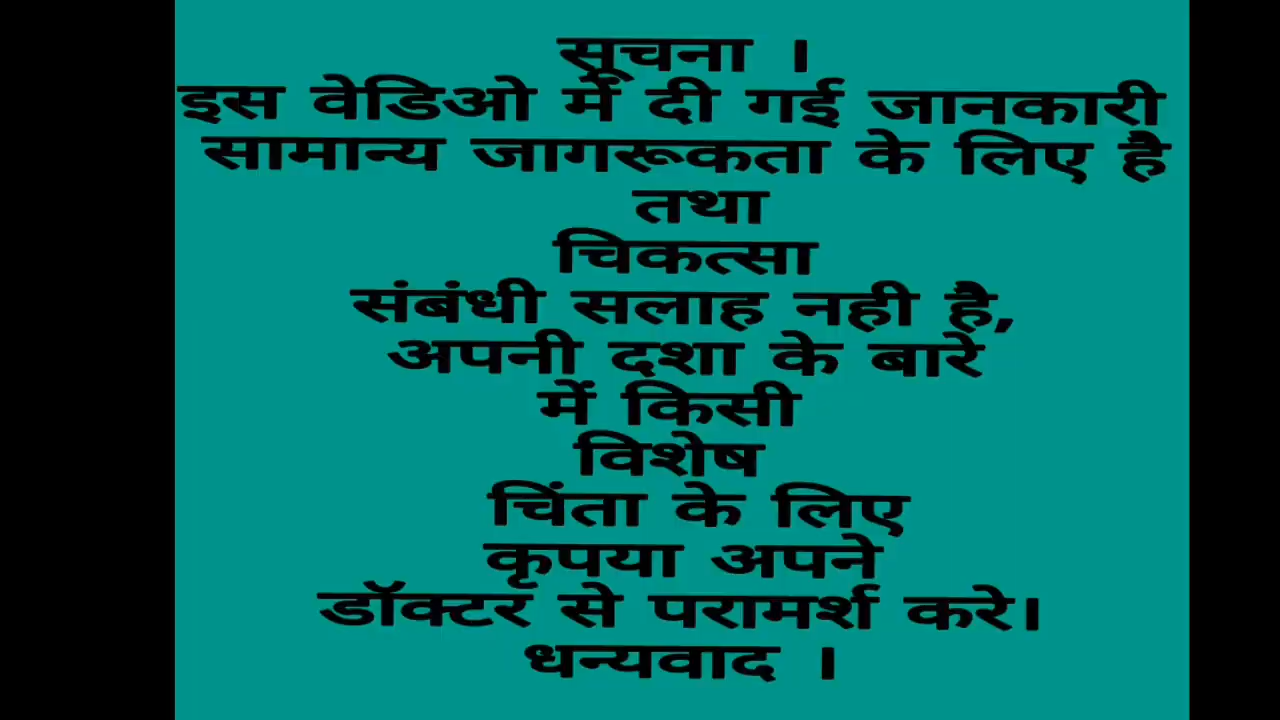 सूचना ।
इस वेडिओ में दी गई जानकारी
सामान्य जागरूकता के लिए है
तथा
चिकत्सा
संबंधी सलाह नही है,
अपनी दशा के बारे
में किसी
विशेष
चिंता के लिए
कृपया अपने
डॉक्टर से परामर्श करे।
धन्यवाद ।